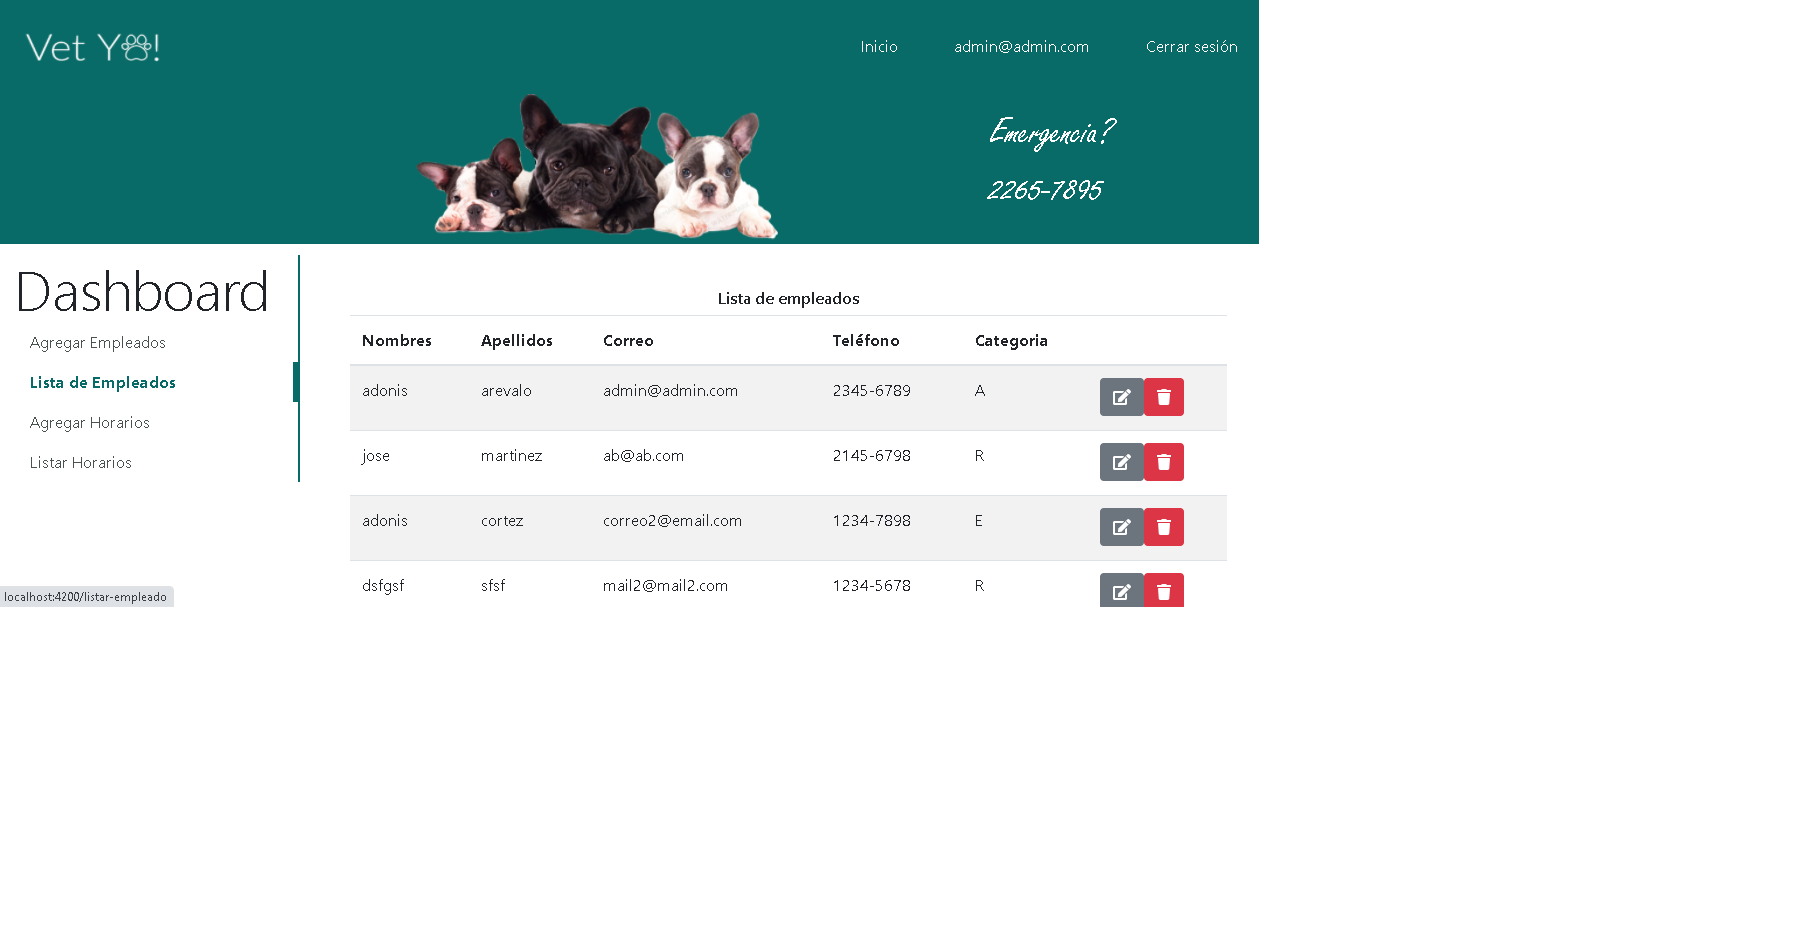 Vet Ya!
Inicio admin@admin.com Cerrar sesión
Emergencia?
2265-7895
Dashboard
Agregar Empleados
Lista de Empleados
Agregar Horarios
Listar Horarios
Lista de empleados
Nombres Apellidos Correo Teléfono Categoria
adonis arevalo admin@admin.com 2345-6789 A
jose martinez ab@ab.com 2145-6798 R
adonis cortez correo2@email.com 1234-7898 E
dsfgsf sfsf mail2@mail2.com 1234-5678 R
localhost:4200/listar-empleado